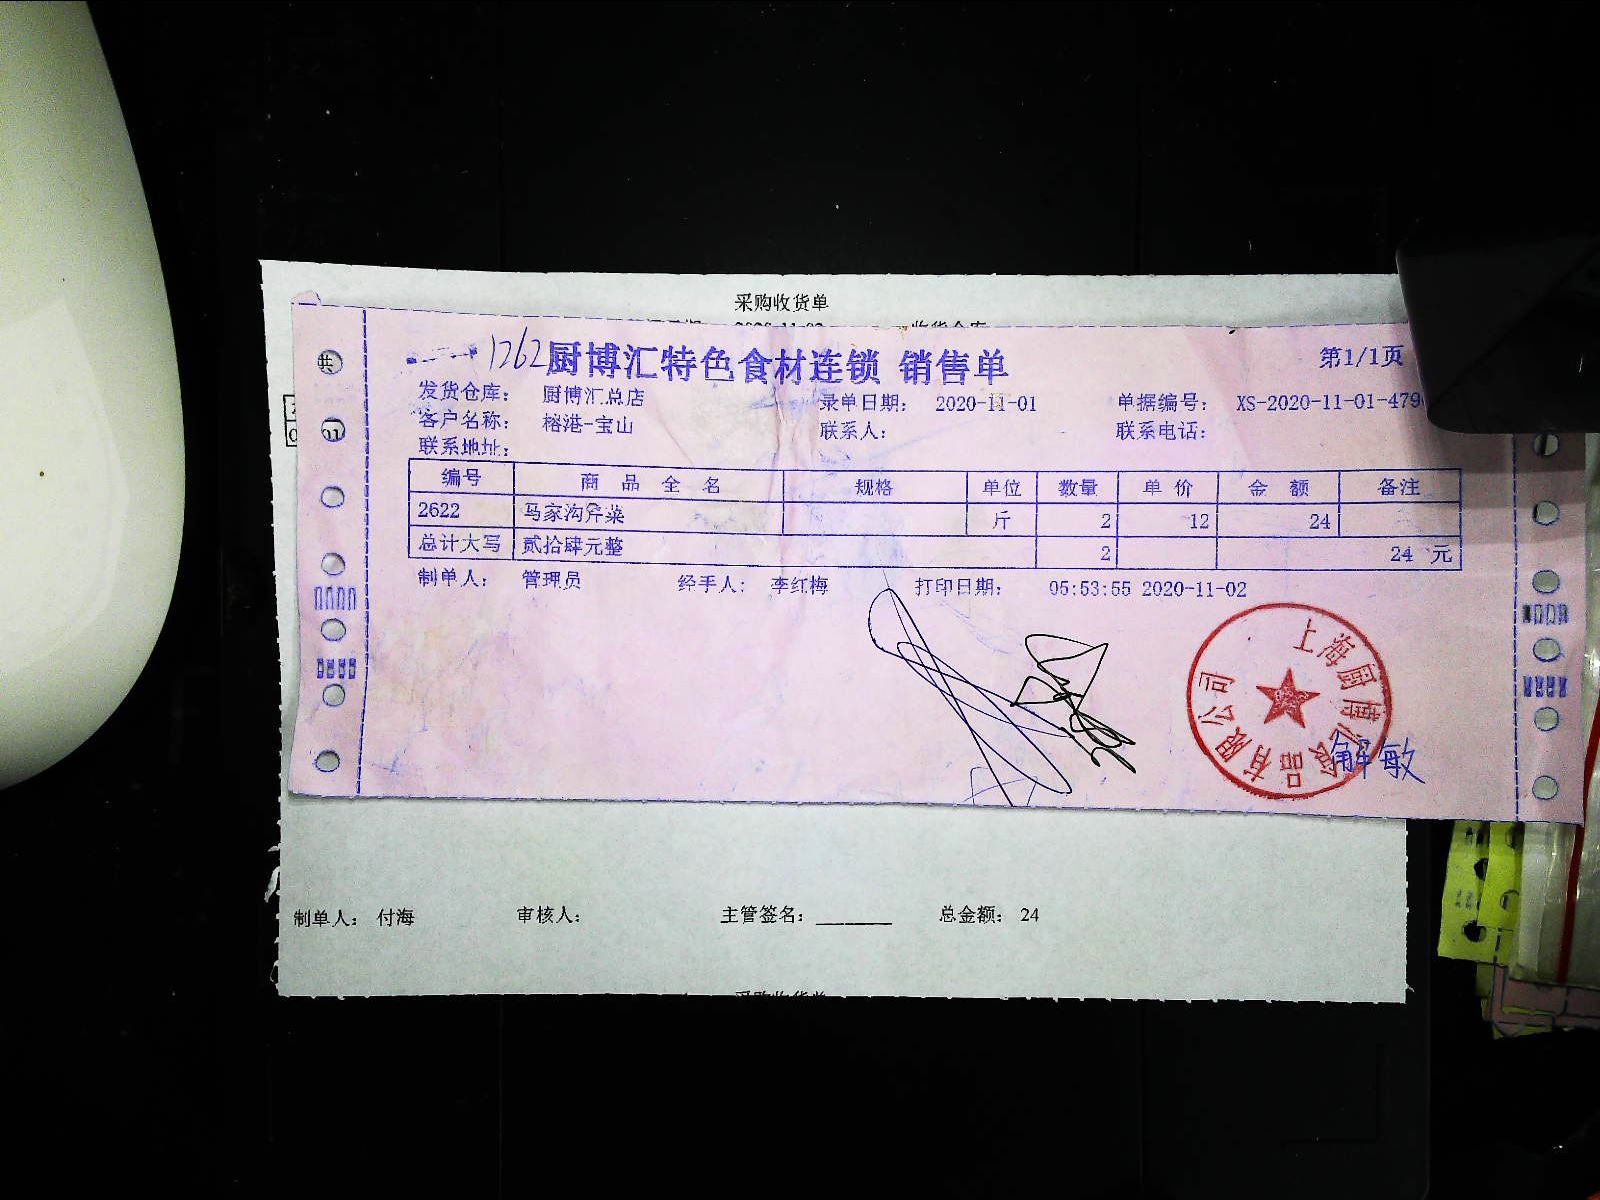 采购收货单
1262 厨博汇特色食材连锁 销售单 第1/1页
发货仓库： 厨博汇总店 录单日期： 2020-11-01 单据编号： XS-2020-11-01-479
客户名称： 榕港-宝山 联系人： 联系电话：
联系地址：
编号 商品全名 规格 单位 数量 单价 金额 备注
2622 马家沟芹菜 斤 2 12 24
总计大写 贰拾肆元整 2 24 元
制单人： 管理员 经手人： 李红梅 打印日期： 05:53:55 2020-11-02
上海厨博汇食品有限公司
解敏
制单人： 付海 审核人： 主管签名： 总金额： 24